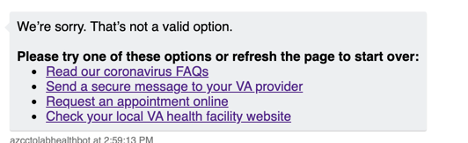 We're sorry. That's not a valid option.
Please try one of these options or refresh the page to start over:
Read our coronavirus FAQs
Send a secure message to your VA provider
Request an appointment online
Check your local VA health facility website
azcctolabhealthbot at 2:59:13 PM